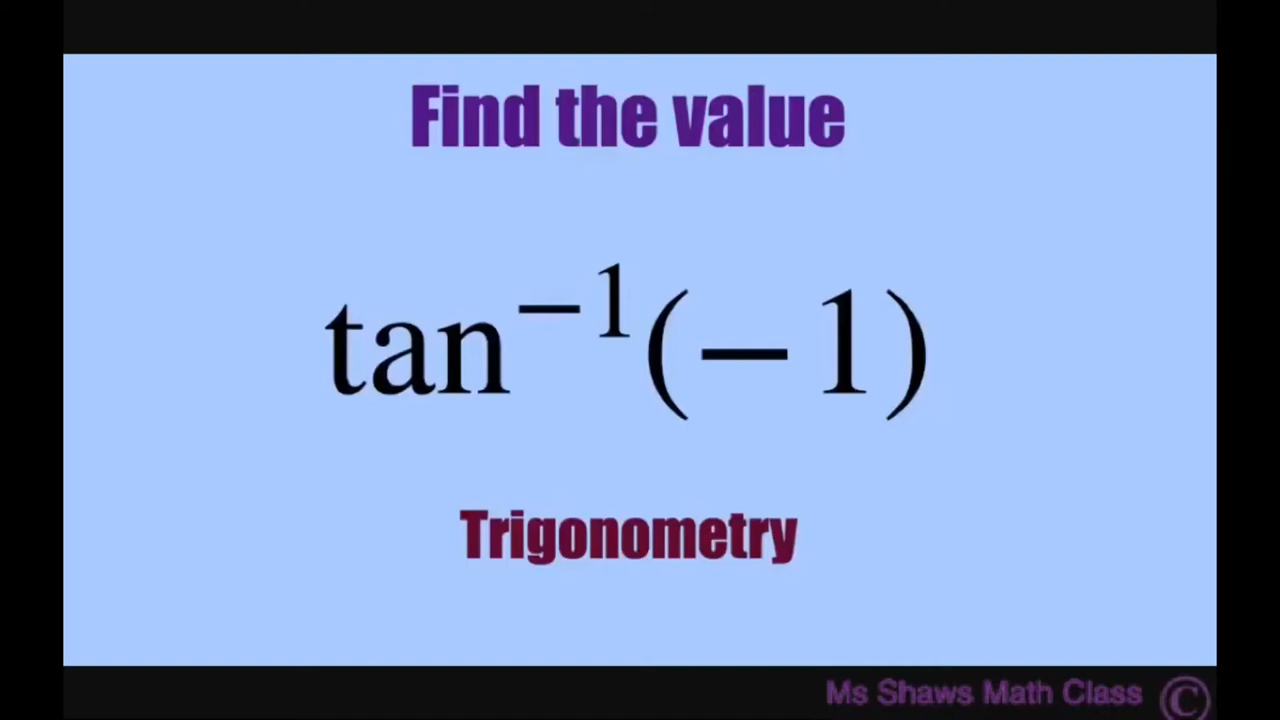 Find the value
tan⁻¹(−1)
Trigonometry
Ms Shaws Math Class ©